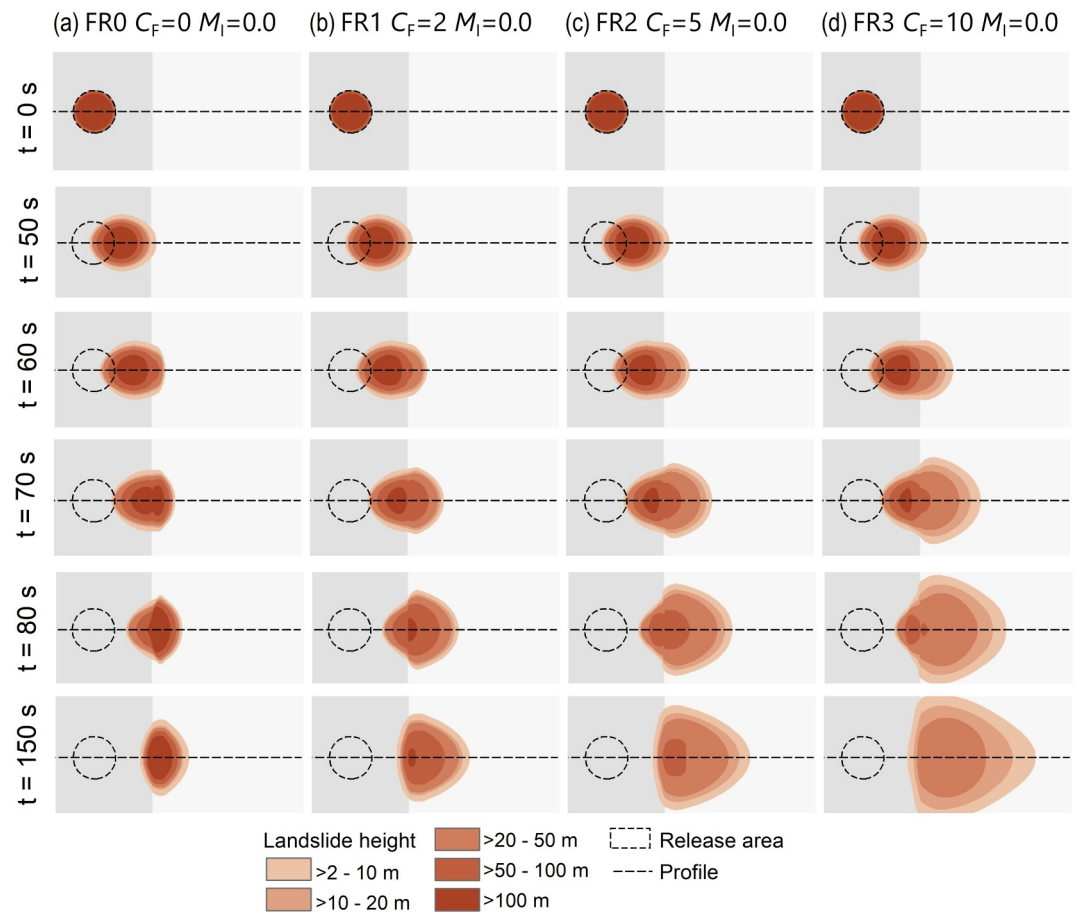 (a) FR0 C_F=0 M_I=0.0
(b) FR1 C_F=2 M_I=0.0
(c) FR2 C_F=5 M_I=0.0
(d) FR3 C_F=10 M_I=0.0
t = 0 s
t = 50 s
t = 60 s
t = 70 s
t = 80 s
t = 150 s
Landslide height
>2 - 10 m
>10 - 20 m
>20 - 50 m
>50 - 100 m
>100 m
Release area
Profile